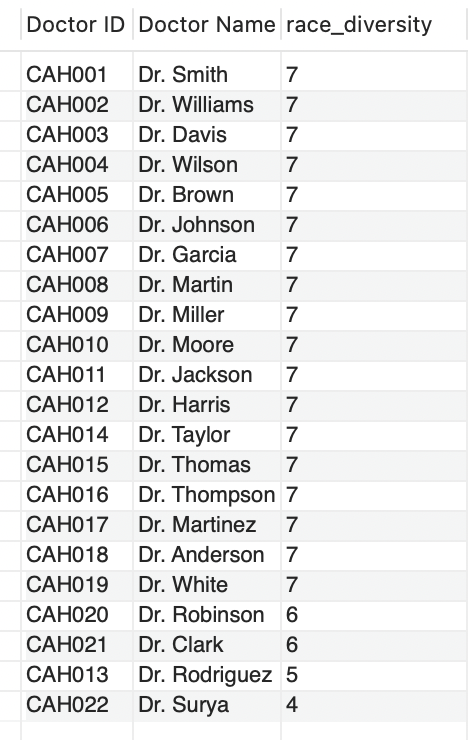 Doctor ID Doctor Name race_diversity
CAH001 Dr. Smith 7
CAH002 Dr. Williams 7
CAH003 Dr. Davis 7
CAH004 Dr. Wilson 7
CAH005 Dr. Brown 7
CAH006 Dr. Johnson 7
CAH007 Dr. Garcia 7
CAH008 Dr. Martin 7
CAH009 Dr. Miller 7
CAH010 Dr. Moore 7
CAH011 Dr. Jackson 7
CAH012 Dr. Harris 7
CAH014 Dr. Taylor 7
CAH015 Dr. Thomas 7
CAH016 Dr. Thompson 7
CAH017 Dr. Martinez 7
CAH018 Dr. Anderson 7
CAH019 Dr. White 7
CAH020 Dr. Robinson 6
CAH021 Dr. Clark 6
CAH013 Dr. Rodriguez 5
CAH022 Dr. Surya 4